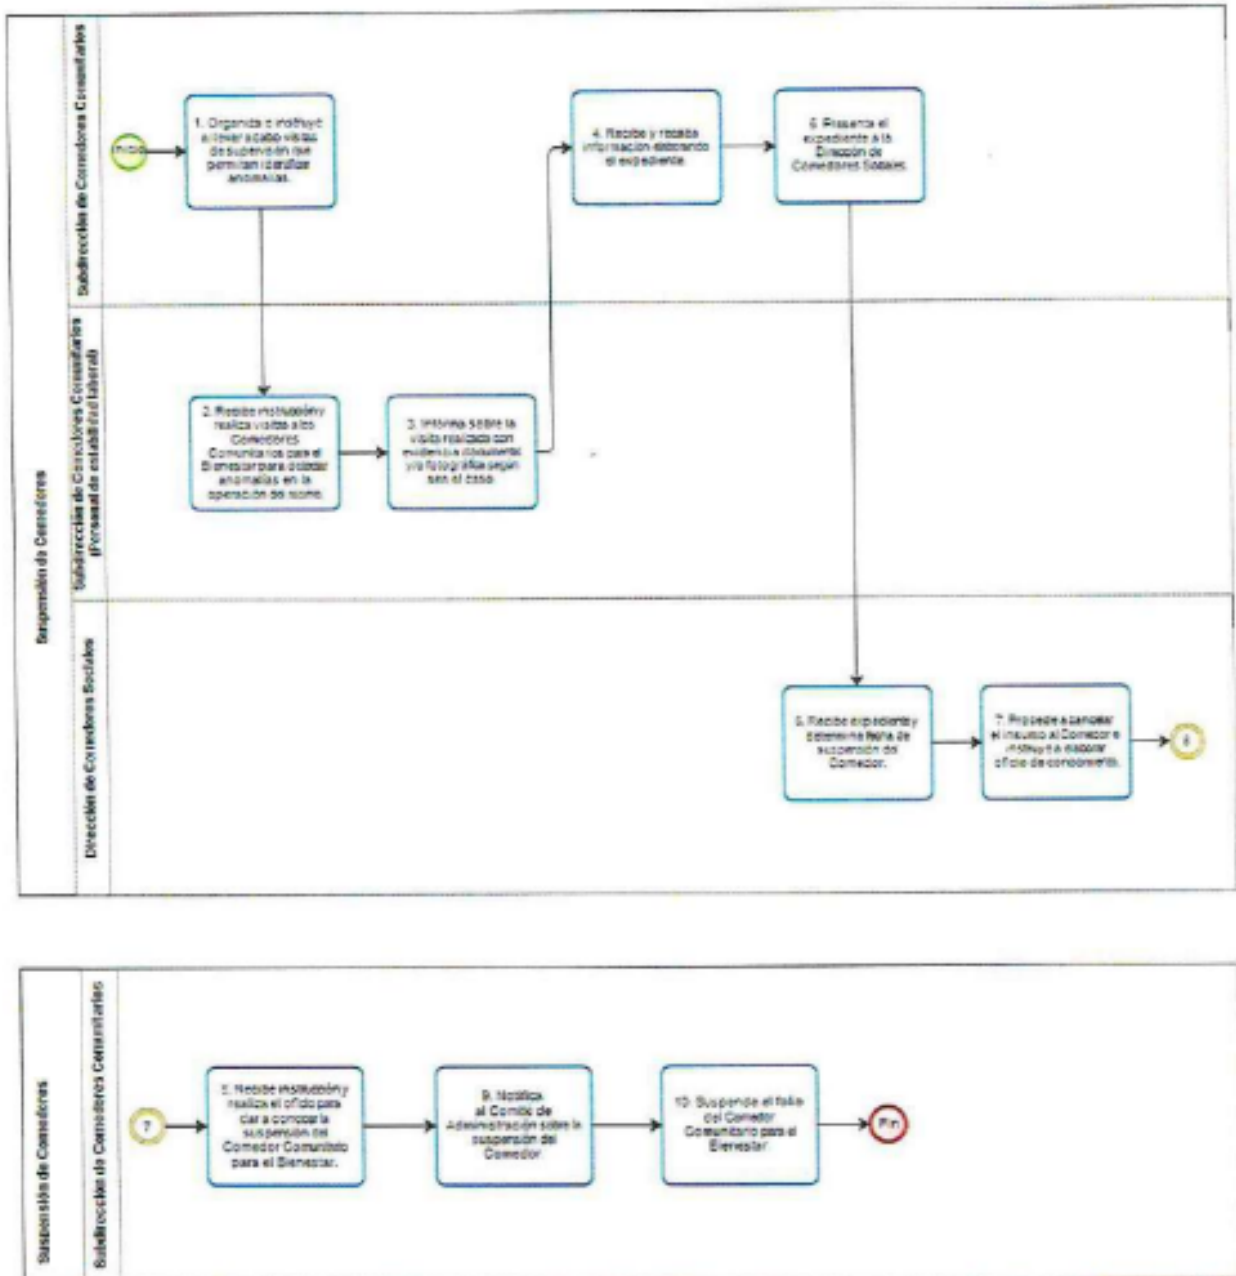 Suspensión de Comedores
Subdirección de Comedores Comunitarios
Inicio
1. Organiza e instruye
a llevar a cabo visitas
de supervisión que
permitan identificar
anomalías.
4. Recibe y recaba
información elaborando
el expediente.
5. Presenta el
expediente a la
Dirección de
Comedores Sociales.
Subdirección de Comedores Comunitarios
(Personal de estabilidad laboral)
2. Recibe instrucción y
realiza visitas a los
Comedores
Comunitarios para el
Bienestar para detectar
anomalías en la
operación del mismo.
3. Informa sobre la
visita realizada con
evidencia documental
y/o fotográfica según
sea el caso.
Dirección de Comedores Sociales
6. Recibe expediente y
determina fecha de
suspensión del
Comedor.
7. Procede a cancelar
el insumo al Comedor e
instruye a elaborar
oficio de conocimiento.
8
Suspensión de Comedores
Subdirección de Comedores Comunitarios
7
8. Recibe instrucción y
realiza el oficio para
dar a conocer la
suspensión del
Comedor Comunitario
para el Bienestar.
9. Notifica
al Comité de
Administración sobre la
suspensión del
Comedor
10. Suspende el folio
del Comedor
Comunitario para el
Bienestar
Fin